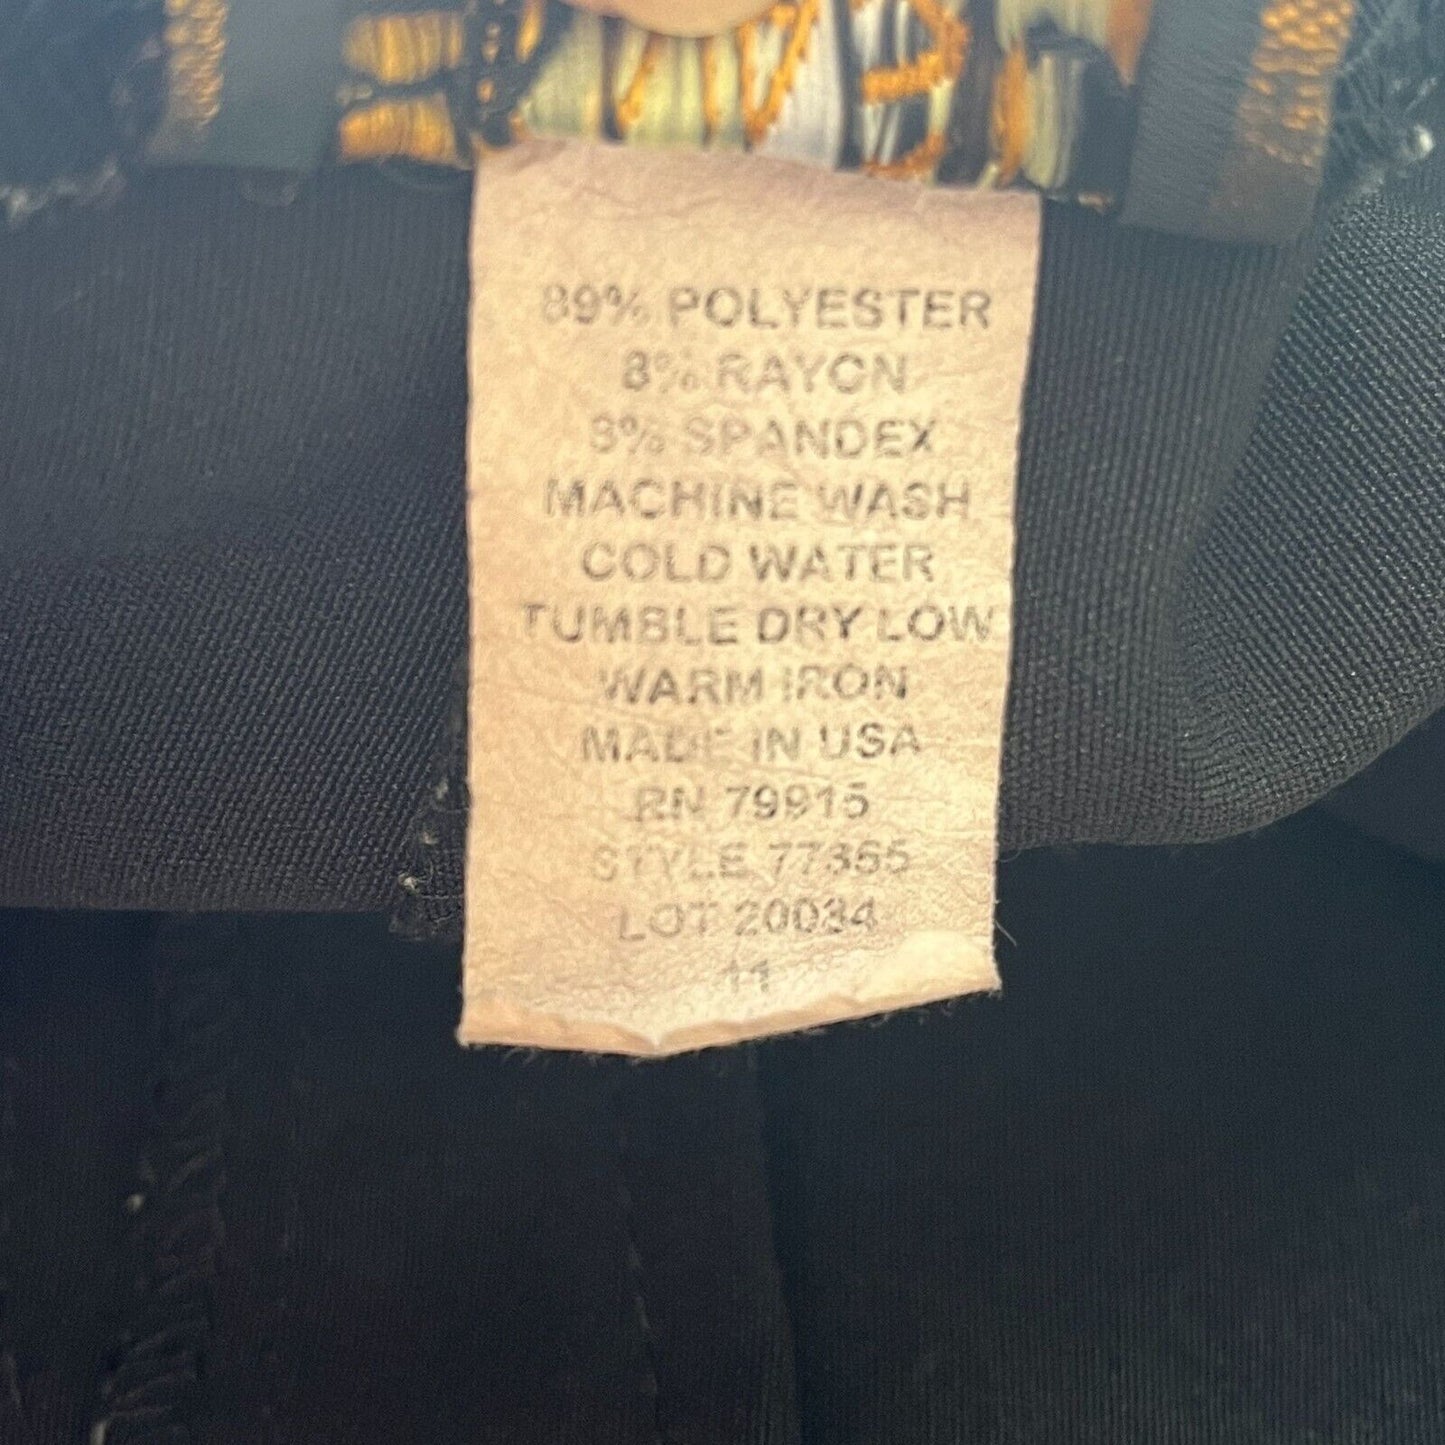 89% POLYESTER
8% RAYON
3% SPANDEX
MACHINE WASH
COLD WATER
TUMBLE DRY LOW
WARM IRON
MADE IN USA
RN 79915
STYLE 77365
LOT 20034
11